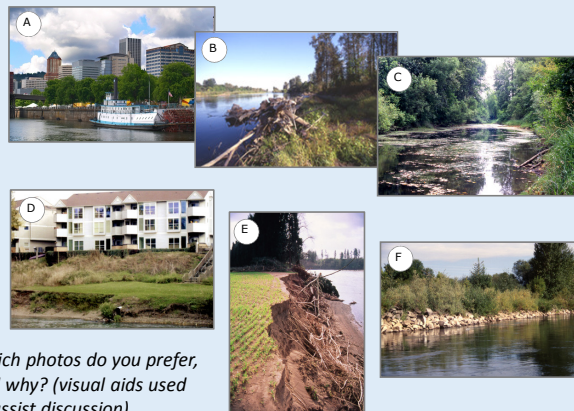 A
B
C
D
E
F
ich photos do you prefer,
why? (visual aids used
ssist discussion)